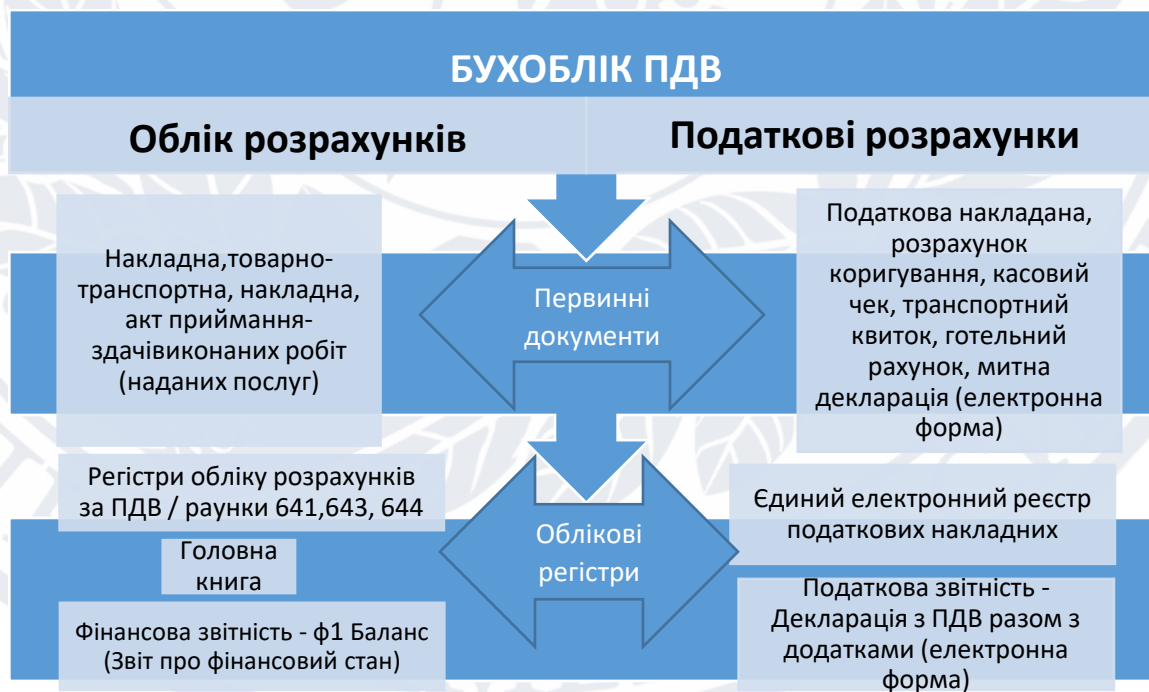 БУХОБЛІК ПДВ
Облік розрахунків
Податкові розрахунки
Накладна,товарно-
транспортна, накладна,
акт приймання-
здачівиконаних робіт
(наданих послуг)
Первинні
документи
Податкова накладана,
розрахунок
коригування, касовий
чек, транспортний
квиток, готельний
рахунок, митна
декларація (електронна
форма)
Регістри обліку розрахунків
за ПДВ / раунки 641,643, 644
Головна
книга
Фінансова звітність - ф1 Баланс
(Звіт про фінансовий стан)
Облікові
регістри
Єдиний електронний реєстр
податкових накладних
Податкова звітність -
Декларація з ПДВ разом з
додатками (електронна
форма)